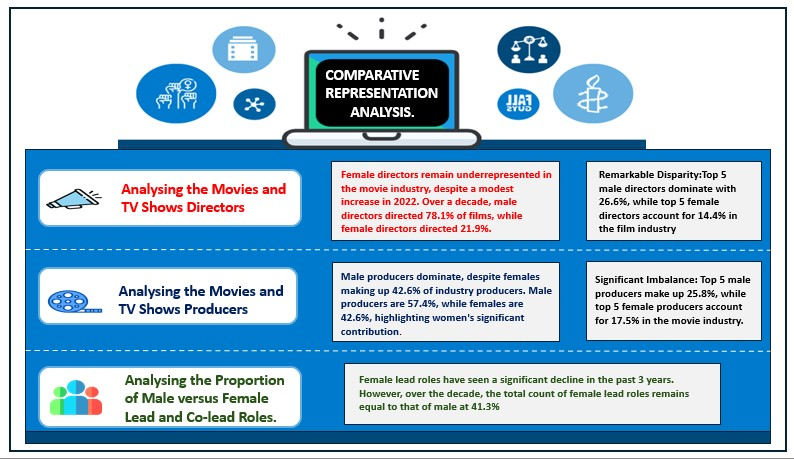 COMPARATIVE
REPRESENTATION
ANALYSIS.
FALL
GUYS
Analysing the Movies and
TV Shows Directors
Female directors remain underrepresented in
the movie industry, despite a modest
increase in 2022. Over a decade, male
directors directed 78.1% of films, while
female directors directed 21.9%.
Remarkable Disparity:Top 5
male directors dominate with
26.6%, while top 5 female
directors account for 14.4% in
the film industry
Analysing the Movies and
TV Shows Producers
Male producers dominate, despite females
making up 42.6% of industry producers. Male
producers are 57.4%, while females are
42.6%, highlighting women's significant
contribution.
Significant Imbalance: Top 5 male
producers make up 25.8%, while
top 5 female producers account
for 17.5% in the movie industry.
Analysing the Proportion
of Male versus Female
Lead and Co-lead Roles.
Female lead roles have seen a significant decline in the past 3 years.
However, over the decade, the total count of female lead roles remains
equal to that of male at 41.3%